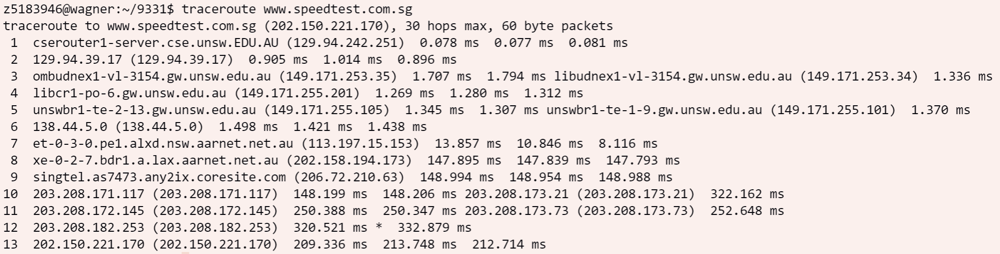 z5183946@wagner:~/9331$ traceroute www.speedtest.com.sg
traceroute to www.speedtest.com.sg (202.150.221.170), 30 hops max, 60 byte packets
 1  cserouter1-server.cse.unsw.EDU.AU (129.94.242.251)  0.078 ms  0.077 ms  0.081 ms
 2  129.94.39.17 (129.94.39.17)  0.905 ms  1.014 ms  0.896 ms
 3  ombudnex1-vl-3154.gw.unsw.edu.au (149.171.253.35)  1.707 ms  1.794 ms libudnex1-vl-3154.gw.unsw.edu.au (149.171.253.34)  1.336 ms
 4  libcr1-po-6.gw.unsw.edu.au (149.171.255.201)  1.269 ms  1.280 ms  1.312 ms
 5  unswbr1-te-2-13.gw.unsw.edu.au (149.171.255.105)  1.345 ms  1.307 ms unswbr1-te-1-9.gw.unsw.edu.au (149.171.255.101)  1.370 ms
 6  138.44.5.0 (138.44.5.0)  1.498 ms  1.421 ms  1.438 ms
 7  et-0-3-0.pe1.alxd.nsw.aarnet.net.au (113.197.15.153)  13.857 ms  10.846 ms  8.116 ms
 8  xe-0-2-7.bdr1.a.lax.aarnet.net.au (202.158.194.173)  147.895 ms  147.839 ms  147.793 ms
 9  singtel.as7473.any2ix.coresite.com (206.72.210.63)  148.994 ms  148.954 ms  148.988 ms
10  203.208.171.117 (203.208.171.117)  148.199 ms  148.206 ms 203.208.173.21 (203.208.173.21)  322.162 ms
11  203.208.172.145 (203.208.172.145)  250.388 ms  250.347 ms 203.208.173.73 (203.208.173.73)  252.648 ms
12  203.208.182.253 (203.208.182.253)  320.521 ms *  332.879 ms
13  202.150.221.170 (202.150.221.170)  209.336 ms  213.748 ms  212.714 ms